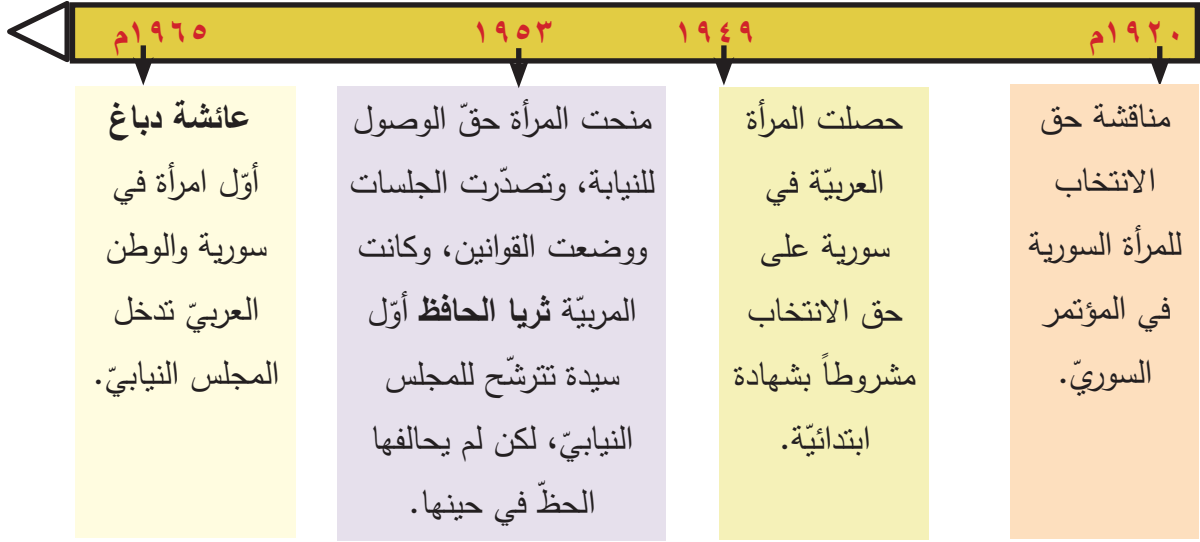 ١٩٢٠م
١٩٤٩
١٩٥٣
١٩٦٥م
مناقشة حق
الانتخاب
للمرأة السورية
في المؤتمر
السوريّ.
حصلت المرأة
العربيّة في
سورية على
حق الانتخاب
مشروطاً بشهادة
ابتدائيّة.
منحت المرأة حقّ الوصول
للنيابة، وتصدّرت الجلسات
ووضعت القوانين، وكانت
المربيّة ثريا الحافظ أوّل
سيدة تترشّح للمجلس
النيابيّ، لكن لم يحالفها
الحظّ في حينها.
عائشة دباغ
أوّل امرأة في
سورية والوطن
العربيّ تدخل
المجلس النيابيّ.